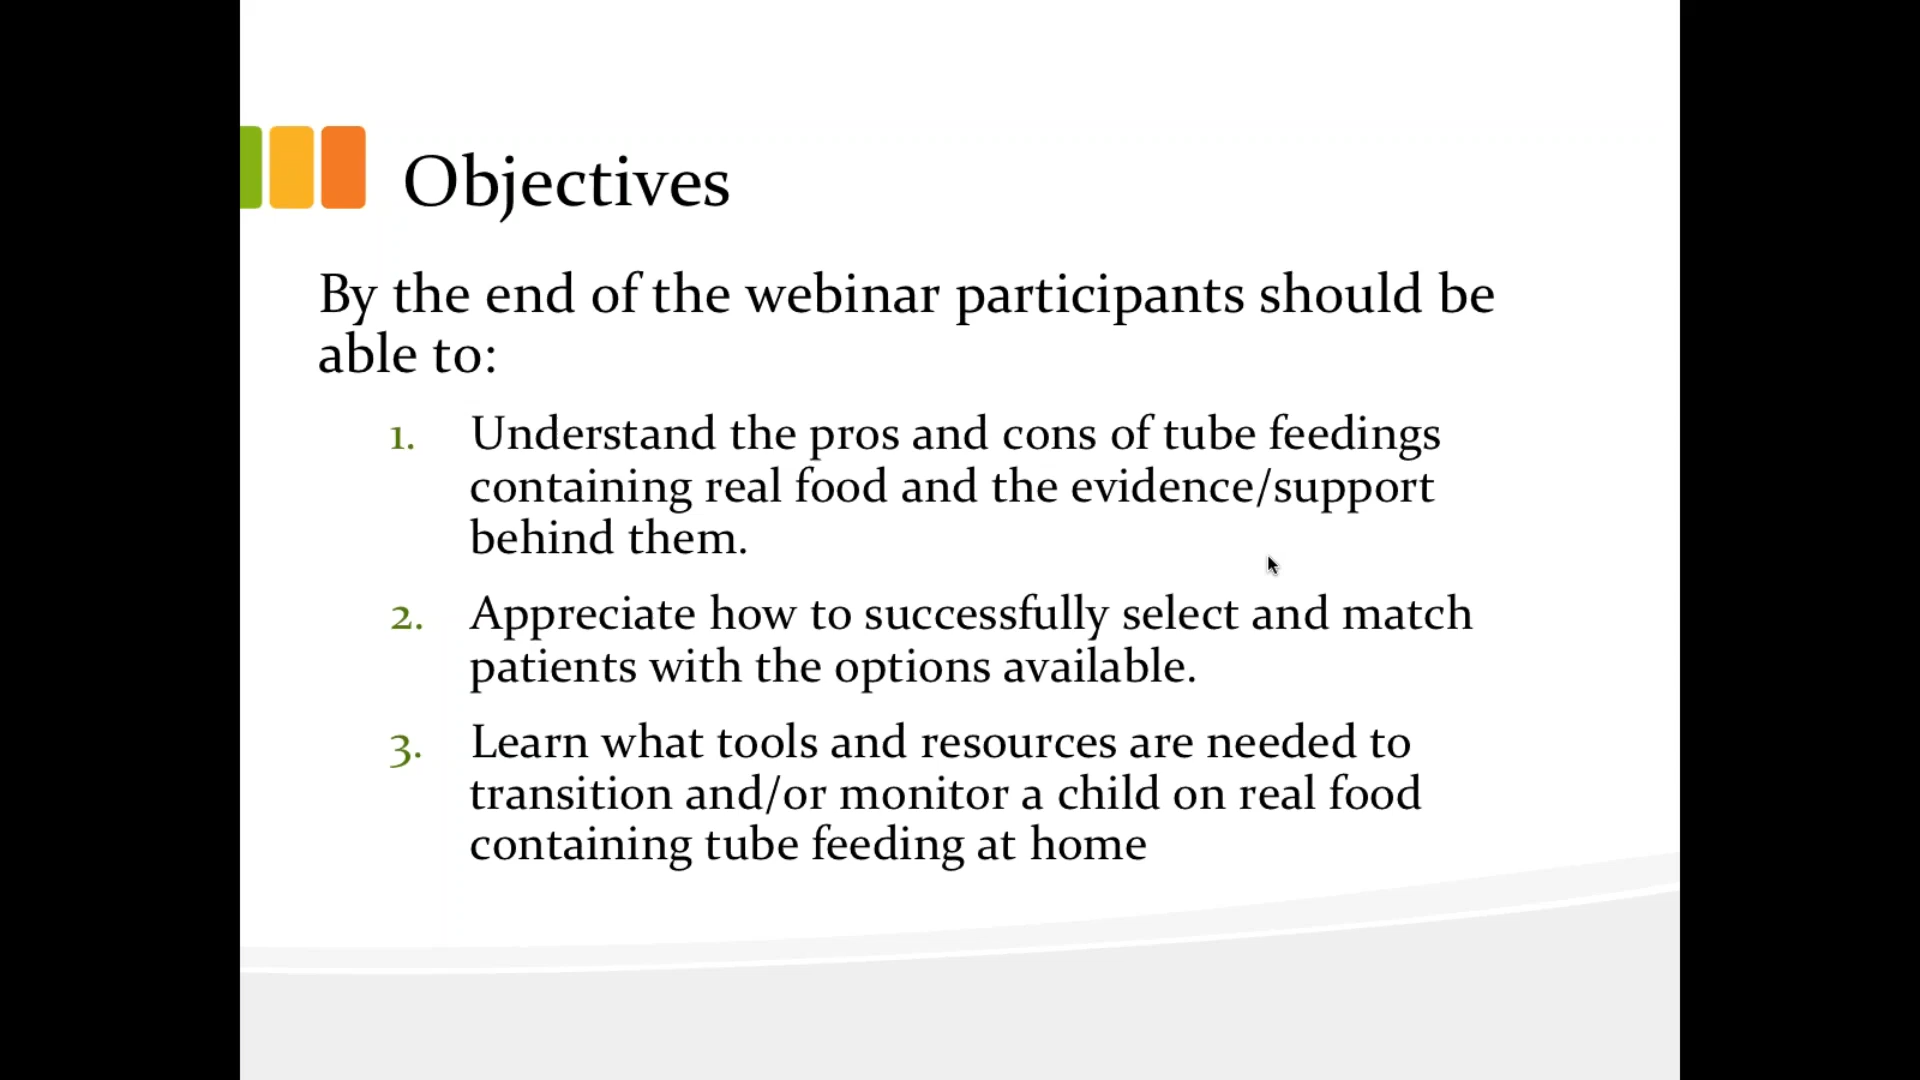 Objectives
By the end of the webinar participants should be
able to:
1. Understand the pros and cons of tube feedings
containing real food and the evidence/support
behind them.
2. Appreciate how to successfully select and match
patients with the options available.
3. Learn what tools and resources are needed to
transition and/or monitor a child on real food
containing tube feeding at home